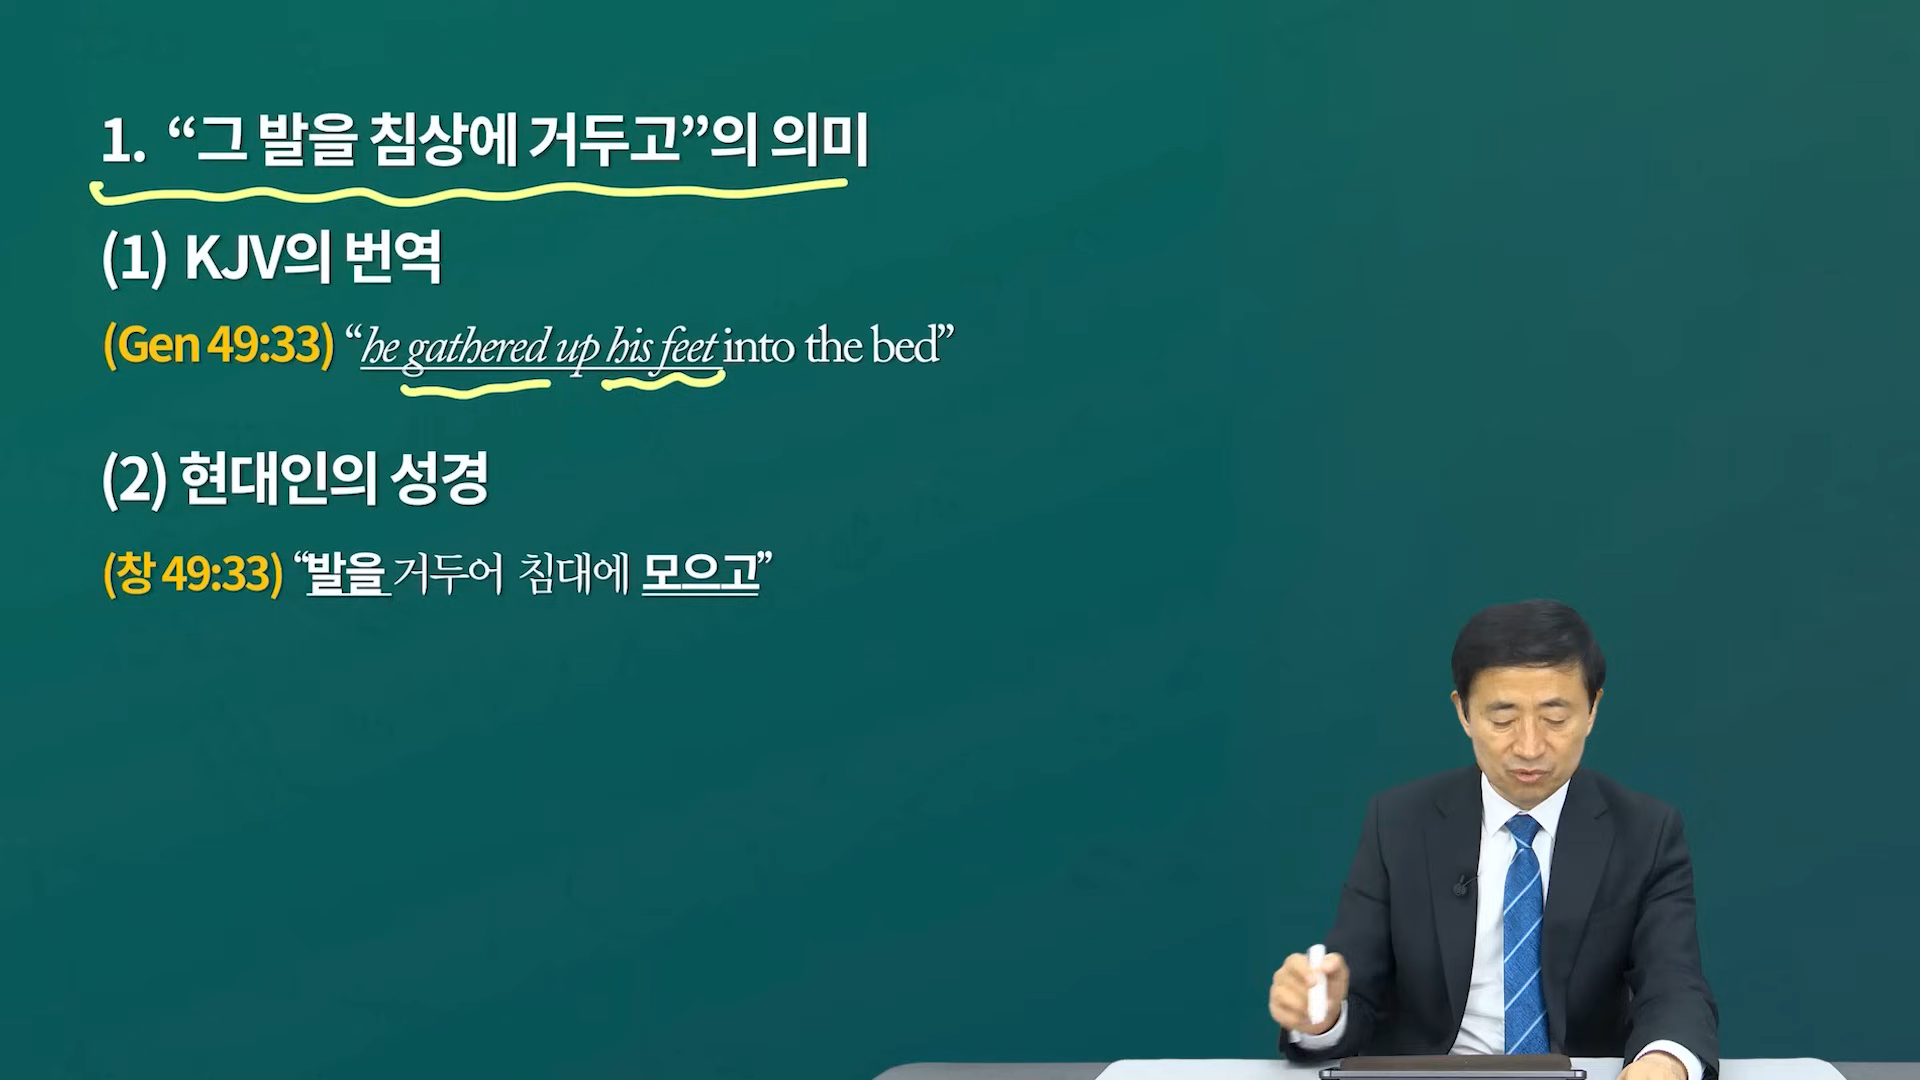 1. “그 발을 침상에 거두고”의 의미
(1) KJV의 번역
(Gen 49:33) “he gathered up his feet into the bed”
(2) 현대인의 성경
(창 49:33) “발을 거두어 침대에 모으고”